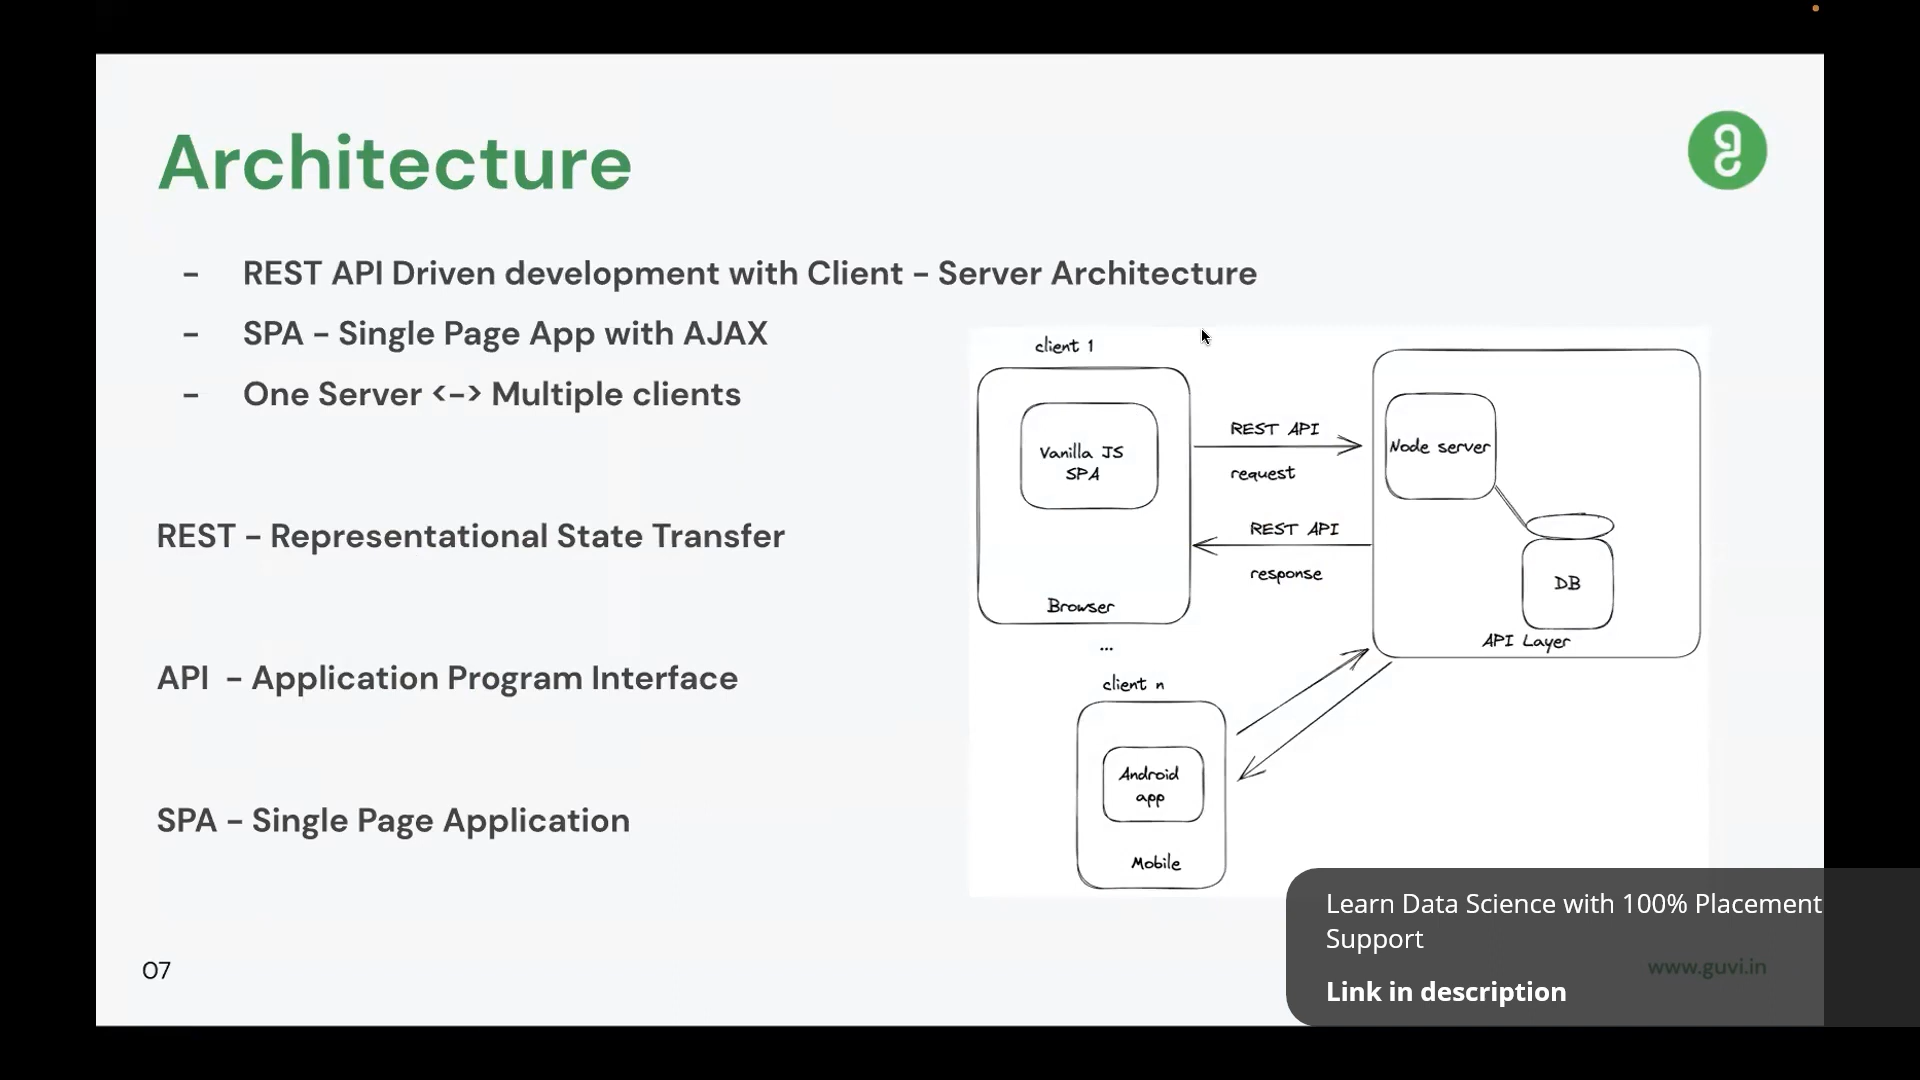 Architecture
- REST API Driven development with Client - Server Architecture
- SPA - Single Page App with AJAX
- One Server <-> Multiple clients
REST - Representational State Transfer
API - Application Program Interface
SPA - Single Page Application
client 1
Vanilla JS
SPA
Browser
REST API
request
REST API
response
Node server
DB
API Layer
...
client n
Android
app
Mobile
07
www.guvi.in
Learn Data Science with 100% Placement
Support
Link in description